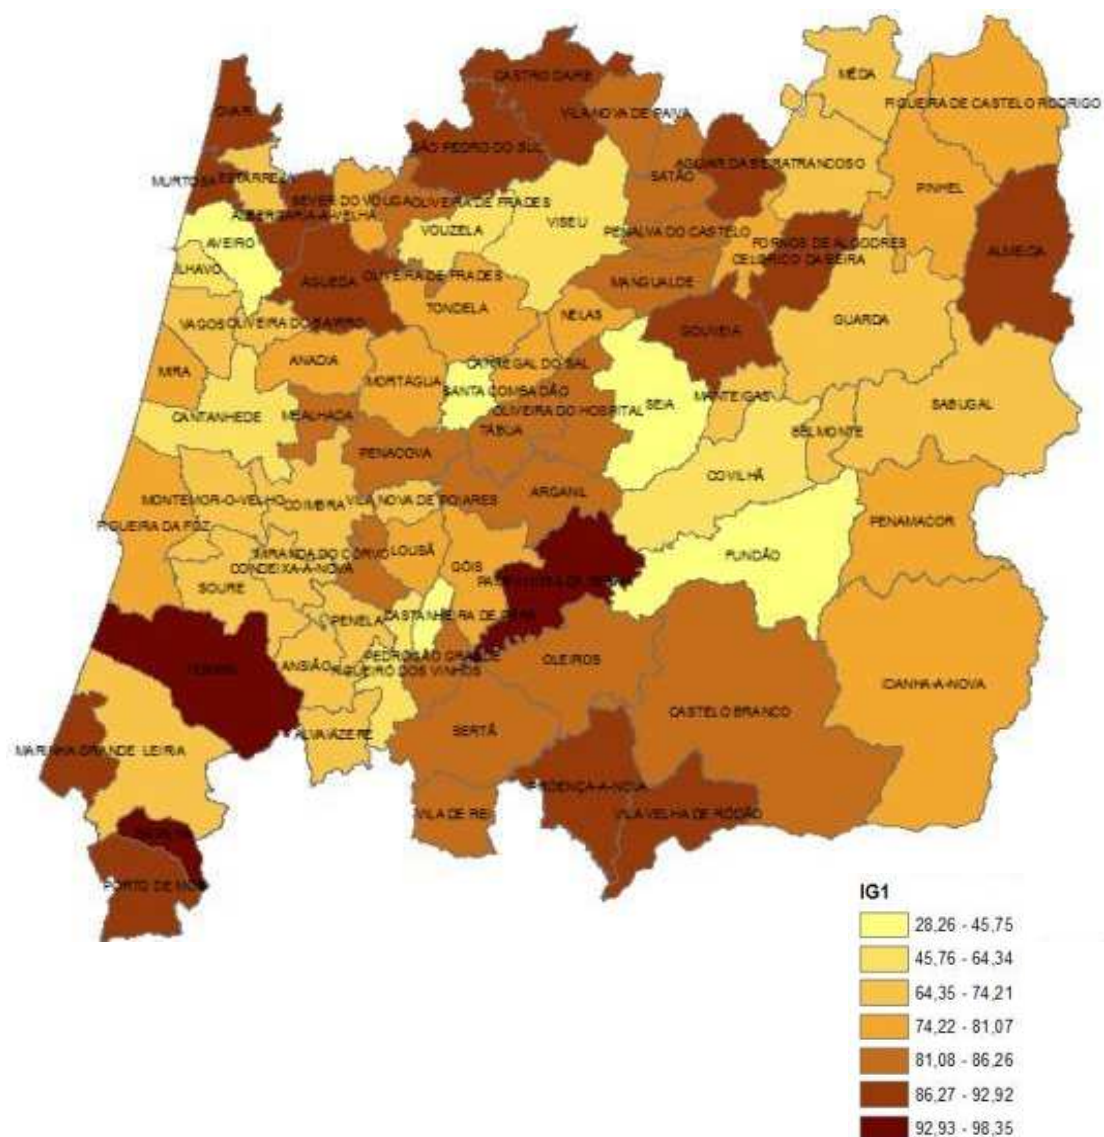 CASTRO DAIRE
MÊDA
OVAR
VILA NOVA DE PAIVA
FIGUEIRA DE CASTELO RODRIGO
SÃO PEDRO DO SUL
AGUIAR DA BEIRA
TRANCOSO
MURTOSA
ESTARREJA
SÁTÃO
PINHEL
SEVER DO VOUGA
OLIVEIRA DE FRADES
ALBERGARIA-A-VELHA
VISEU
VOUZELA
PENALVA DO CASTELO
AVEIRO
FORNOS DE ALGODRES
ALMEIDA
CELORICO DA BEIRA
ILHAVO
AGUEDA
OLIVEIRA DE FRADES
MANGUALDE
TONDELA
NELAS
GUARDA
VAGOS
OLIVEIRA DO BAIRRO
GOUVEIA
ANADIA
CARREGAL DO SAL
MIRA
MORTAGUA
SANTA COMBA DÃO
MANTEIGAS
SEIA
SABUGAL
CANTANHEDE
MEALHADA
OLIVEIRA DO HOSPITAL
TÁBUA
BELMONTE
PENACOVA
COVILHÃ
ARGANIL
MONTEMOR-O-VELHO
COIMBRA
VILA NOVA DE POIARES
FIGUEIRA DA FOZ
PENAMACOR
MIRANDA DO CORVO
LOUSÃ
FUNDÃO
CONDEIXA-A-NOVA
GÓIS
SOURE
PENELA
CASTANHEIRA DE
PEDROGÃO GRANDE
ANSIÃO
FIGUEIRÓ DOS VINHOS
OLEIROS
IDANHA-A-NOVA
CASTELO BRANCO
ALVAIAZERE
SERTÃ
MARINHA GRANDE
LEIRIA
PROENÇA-A-NOVA
VILA DE REI
VILA VELHA DE RODÃO
PORTO DE
IG1
28,26 - 45,75
45,76 - 64,34
64,35 - 74,21
74,22 - 81,07
81,08 - 86,26
86,27 - 92,92
92,93 - 98,35